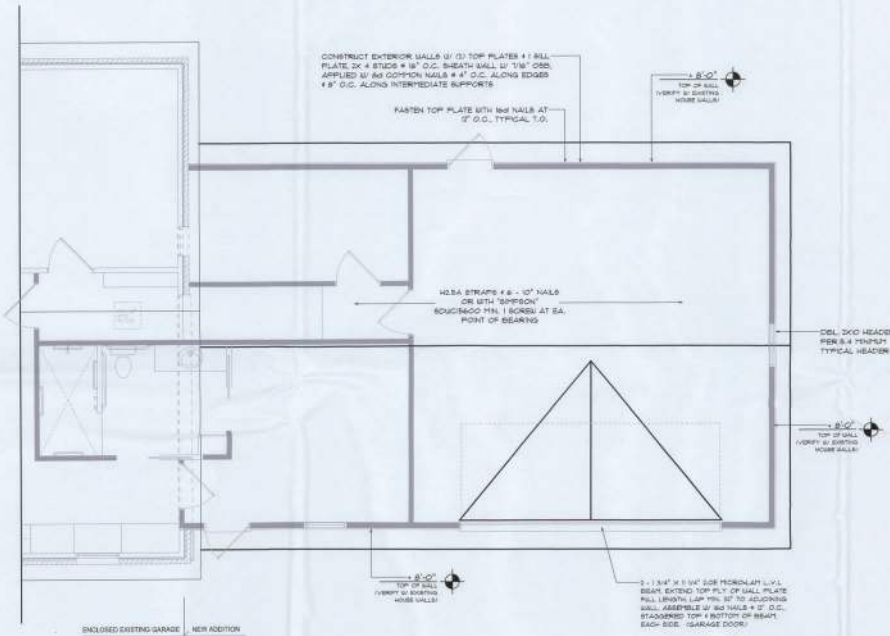 CONSTRUCT EXTERIOR WALLS W/ (2) TOP PLATES & 1 SILL
PLATE, 2X 4 STUDS @ 16" O.C. SHEATH WALL W/ 7/16" OSB,
APPLIED W/ 8d COMMON NAILS @ 4" O.C. ALONG EDGES
& 8" O.C. ALONG INTERMEDIATE SUPPORTS
FASTEN TOP PLATE WITH 16d NAILS AT
12" O.C., TYPICAL T.O.
+ 8'-0"
TOP OF WALL
(VERIFY W/ EXISTING
HOUSE WALLS)
H2.5A STRAPS & 6 - 10" NAILS
OR WITH "SIMPSON"
MIN. 1 SCREW AT EA.
POINT OF BEARING
DBL. 2X10 HEADER
PER 8.4 MINIMUM
TYPICAL HEADER
+ 8'-0"
TOP OF WALL
(VERIFY W/ EXISTING
HOUSE WALLS)
+ 8'-0"
TOP OF WALL
(VERIFY W/ EXISTING
HOUSE WALLS)
2 - 1 3/4" X 11 1/4" 2.0E MICROLLAM L.V.L.
BEAM. EXTEND TOP PLY OF WALL PLATE
FULL LENGTH, LAP MIN. TO ADJOINING
WALL. ASSEMBLE W/ NAILS @ 12" O.C.,
STAGGERED TOP & BOTTOM OF BEAM,
EACH SIDE. (GARAGE DOOR)
ENCLOSED EXISTING GARAGE
NEW ADDITION